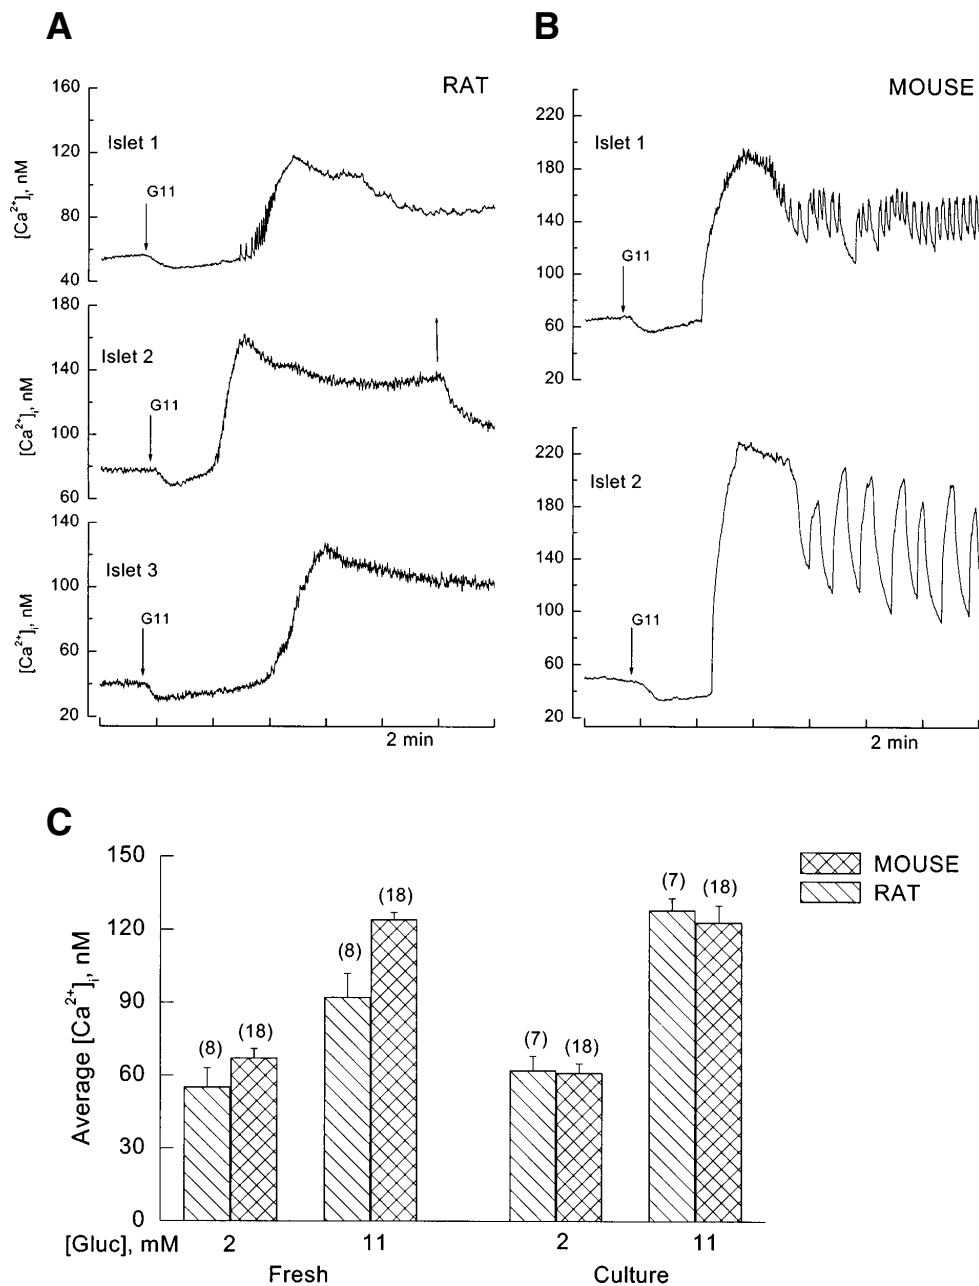 A
RAT
160
120
80
40
[Ca2+]i, nM
Islet 1
G11
180
140
100
60
[Ca2+]i, nM
Islet 2
G11
140
100
60
20
[Ca2+]i, nM
Islet 3
G11
2 min
B
MOUSE
220
180
140
100
60
20
Islet 1
G11
220
180
140
100
60
20
Islet 2
G11
2 min
C
150
120
90
60
30
0
Average [Ca2+]i, nM
MOUSE
RAT
(8) (18) (8) (18) (7) (18) (7) (18)
[Gluc], mM 2 11 2 11
Fresh Culture